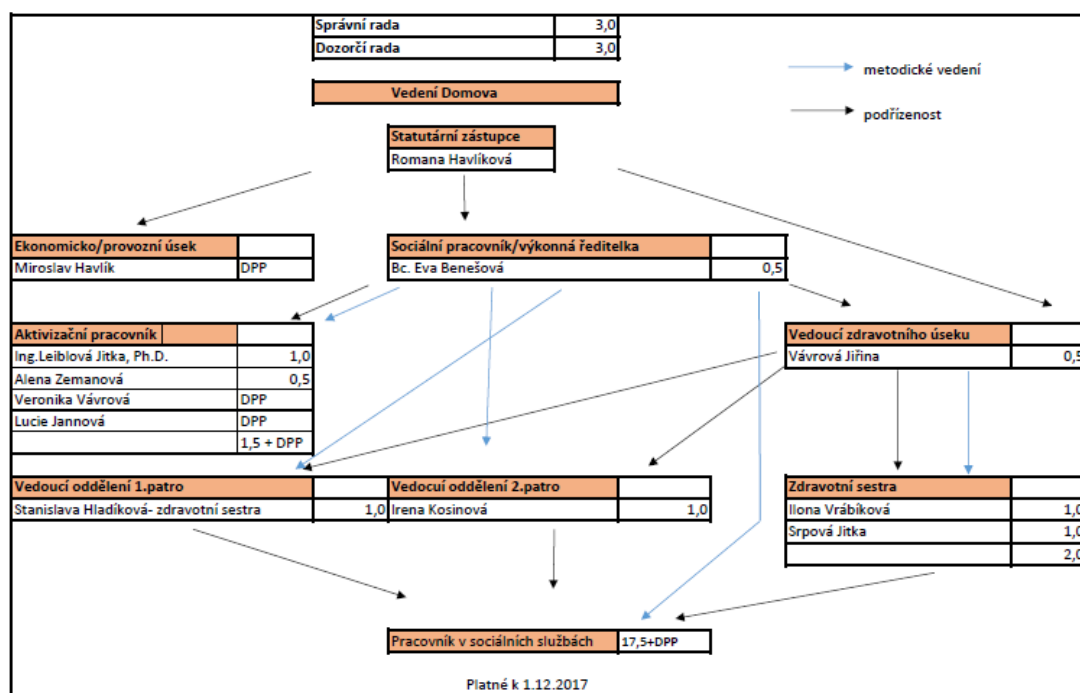 Správní rada 3,0
Dozorčí rada 3,0
metodické vedení
Vedení Domova
podřízenost
Statutární zástupce
Romana Havlíková
Ekonomicko/provozní úsek
Miroslav Havlík DPP
Sociální pracovník/výkonná ředitelka
Bc. Eva Benešová 0,5
Aktivizační pracovník
Ing.Leiblová Jitka, Ph.D. 1,0
Alena Zemanová 0,5
Veronika Vávrová DPP
Lucie Jannová DPP
1,5 + DPP
Vedoucí zdravotního úseku
Vávrová Jiřina 0,5
Vedoucí oddělení 1.patro
Stanislava Hladíková- zdravotní sestra 1,0
Vedocuí oddělení 2.patro
Irena Kosinová 1,0
Zdravotní sestra
Ilona Vrábíková 1,0
Srpová Jitka 1,0
2,0
Pracovník v sociálních službách 17,5+DPP
Platné k 1.12.2017